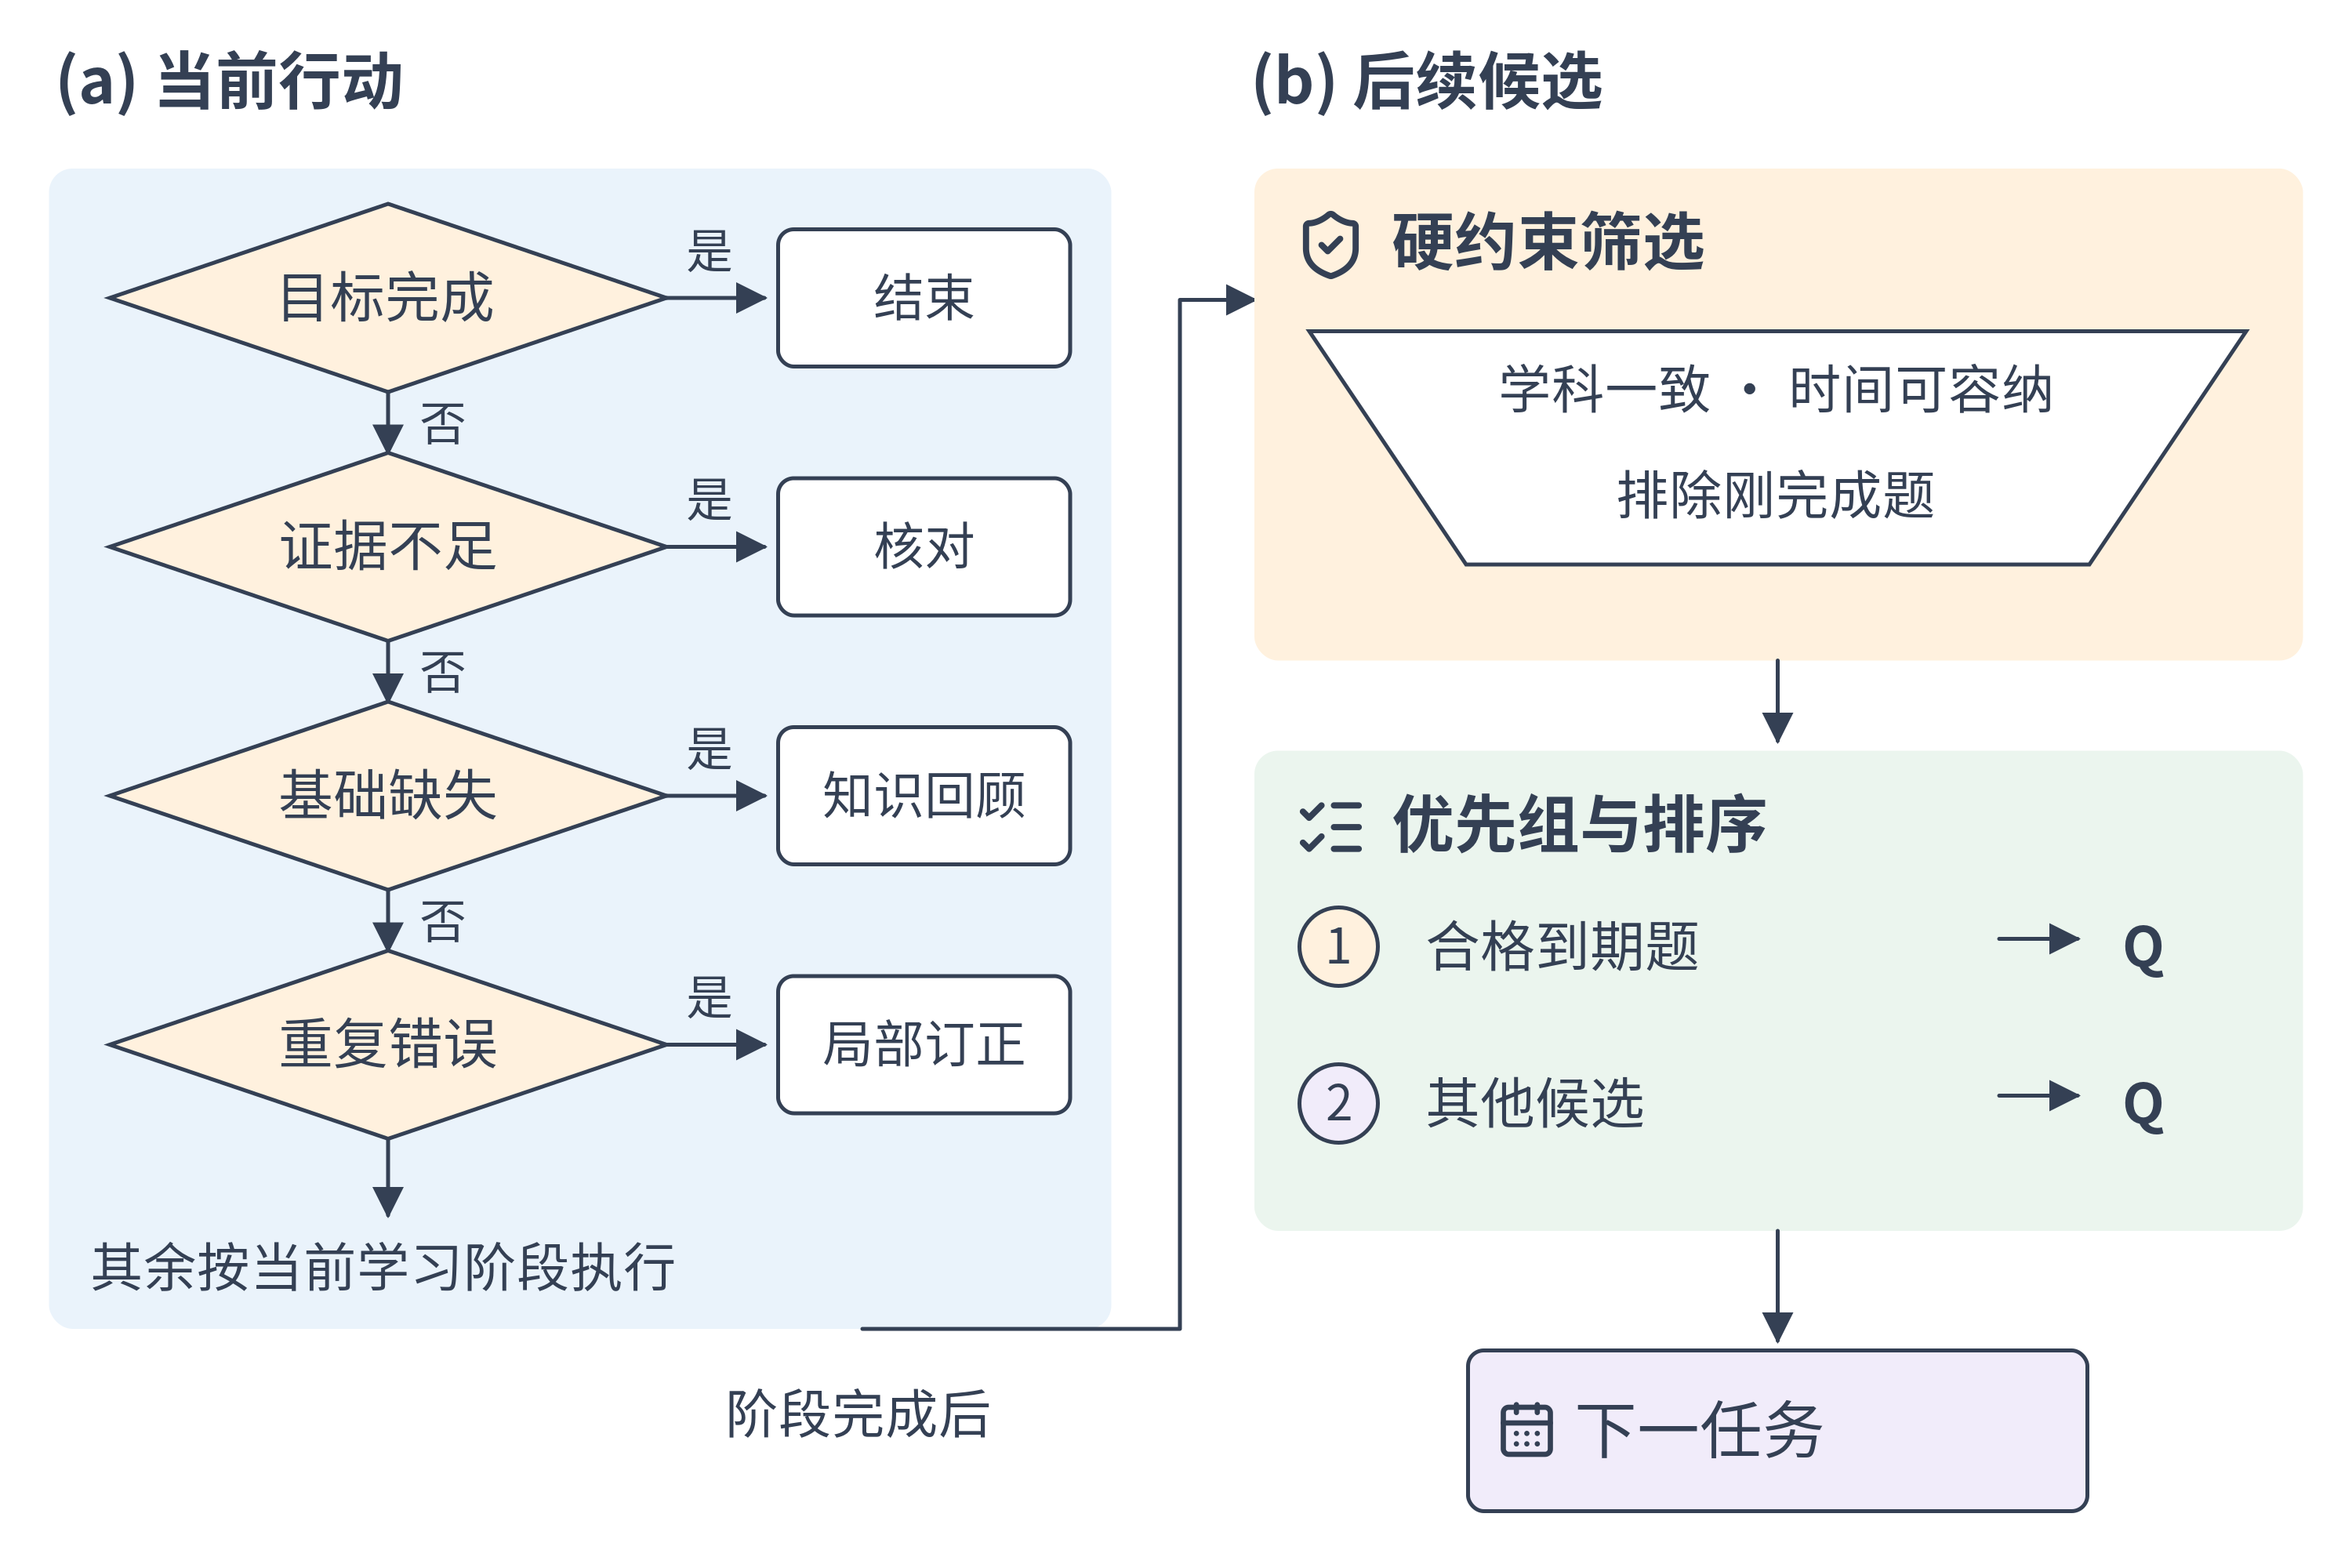 (a) 当前行动
目标完成
是
结束
否
证据不足
是
核对
否
基础缺失
是
知识回顾
否
重复错误
是
局部订正
其余按当前学习阶段执行
阶段完成后
(b) 后续候选
硬约束筛选
学科一致 · 时间可容纳
排除刚完成题
优先组与排序
1 合格到期题 Q
2 其他候选 Q
下一任务